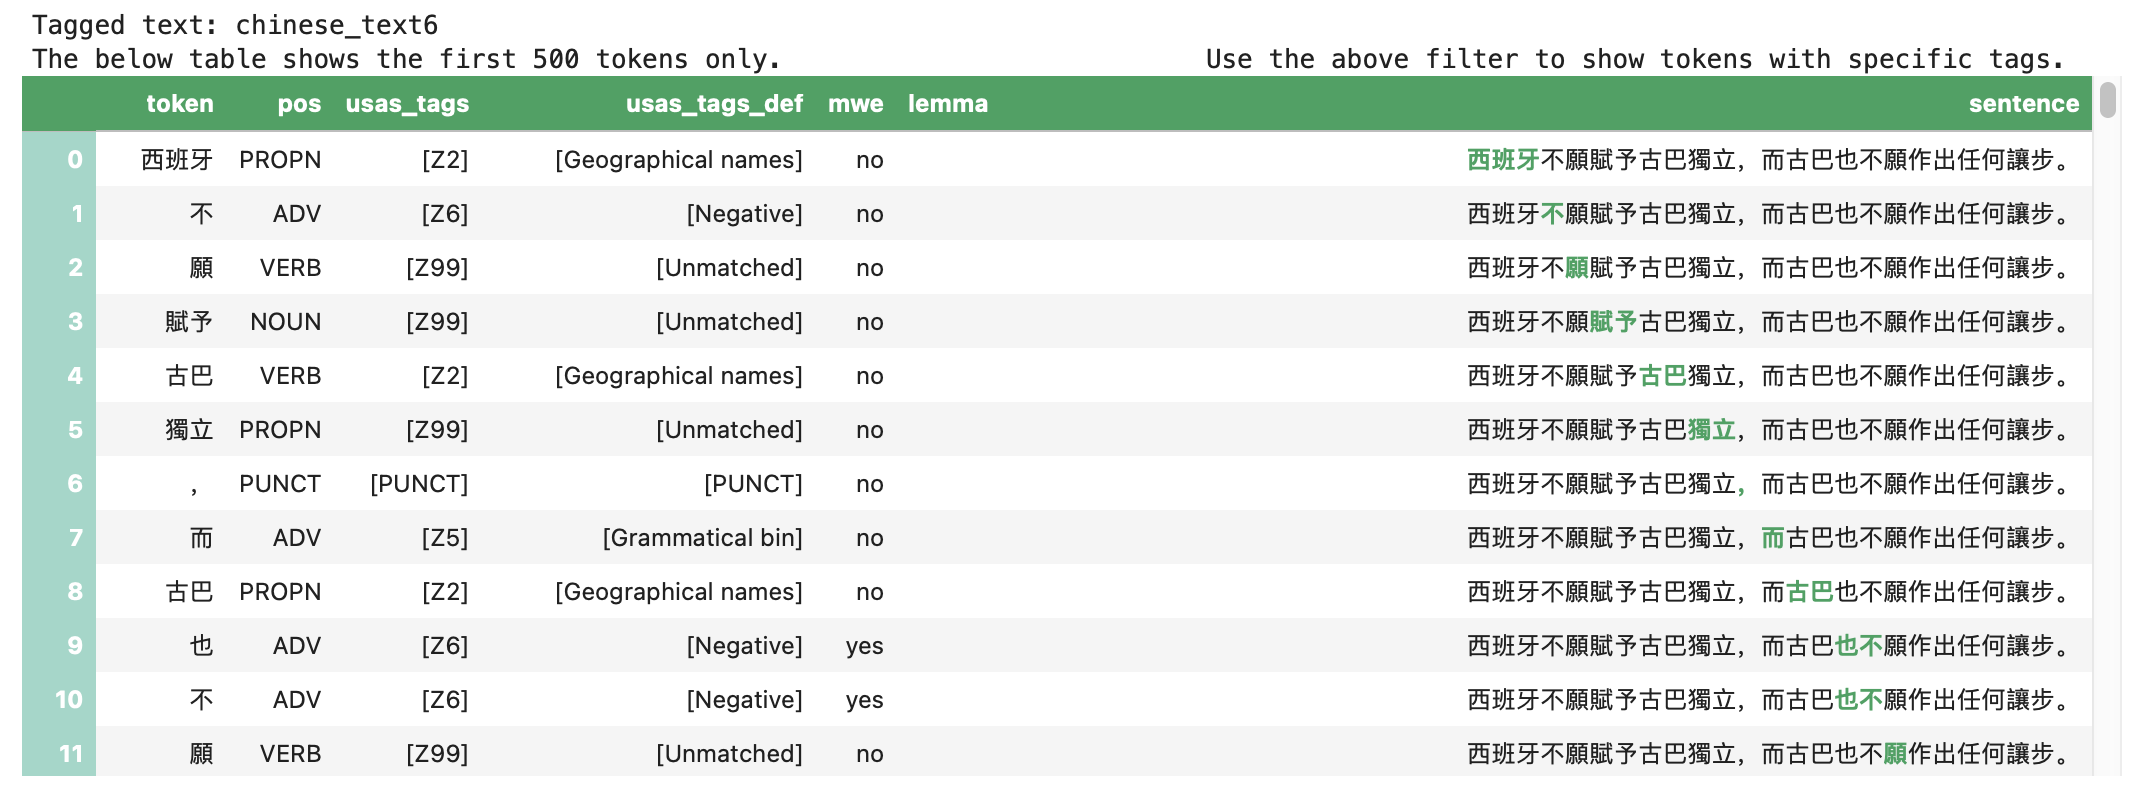 Tagged text: chinese_text6
The below table shows the first 500 tokens only. Use the above filter to show tokens with specific tags.
token pos usas_tags usas_tags_def mwe lemma sentence
0 西班牙 PROPN [Z2] [Geographical names] no 西班牙不願賦予古巴獨立，而古巴也不願作出任何讓步。
1 不 ADV [Z6] [Negative] no 西班牙不願賦予古巴獨立，而古巴也不願作出任何讓步。
2 願 VERB [Z99] [Unmatched] no 西班牙不願賦予古巴獨立，而古巴也不願作出任何讓步。
3 賦予 NOUN [Z99] [Unmatched] no 西班牙不願賦予古巴獨立，而古巴也不願作出任何讓步。
4 古巴 VERB [Z2] [Geographical names] no 西班牙不願賦予古巴獨立，而古巴也不願作出任何讓步。
5 獨立 PROPN [Z99] [Unmatched] no 西班牙不願賦予古巴獨立，而古巴也不願作出任何讓步。
6 ， PUNCT [PUNCT] [PUNCT] no 西班牙不願賦予古巴獨立，而古巴也不願作出任何讓步。
7 而 ADV [Z5] [Grammatical bin] no 西班牙不願賦予古巴獨立，而古巴也不願作出任何讓步。
8 古巴 PROPN [Z2] [Geographical names] no 西班牙不願賦予古巴獨立，而古巴也不願作出任何讓步。
9 也 ADV [Z6] [Negative] yes 西班牙不願賦予古巴獨立，而古巴也不願作出任何讓步。
10 不 ADV [Z6] [Negative] yes 西班牙不願賦予古巴獨立，而古巴也不願作出任何讓步。
11 願 VERB [Z99] [Unmatched] no 西班牙不願賦予古巴獨立，而古巴也不願作出任何讓步。